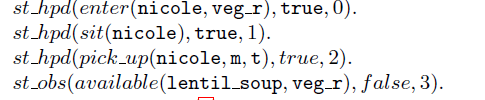 st_hpd(enter(nicole, veg_r), true, 0).
st_hpd(sit(nicole), true, 1).
st_hpd(pick_up(nicole, m, t), true, 2).
st_obs(available(lentil_soup, veg_r), false, 3).